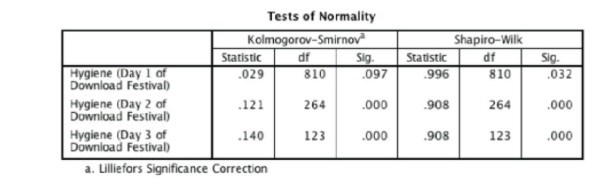 Tests of Normality
Kolmogorov-Smirnovᵃ Shapiro-Wilk
Statistic df Sig. Statistic df Sig.
Hygiene (Day 1 of Download Festival) .029 810 .097 .996 810 .032
Hygiene (Day 2 of Download Festival) .121 264 .000 .908 264 .000
Hygiene (Day 3 of Download Festival) .140 123 .000 .908 123 .000
a. Lilliefors Significance Correction